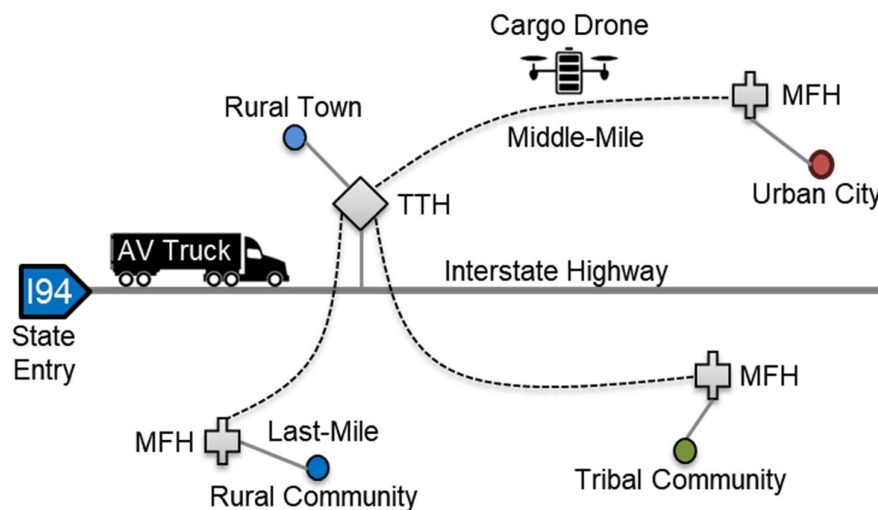 Cargo Drone
Rural Town
MFH
Middle-Mile
Urban City
TTH
AV Truck
Interstate Highway
I94
State
Entry
MFH
MFH
Last-Mile
Rural Community
Tribal Community